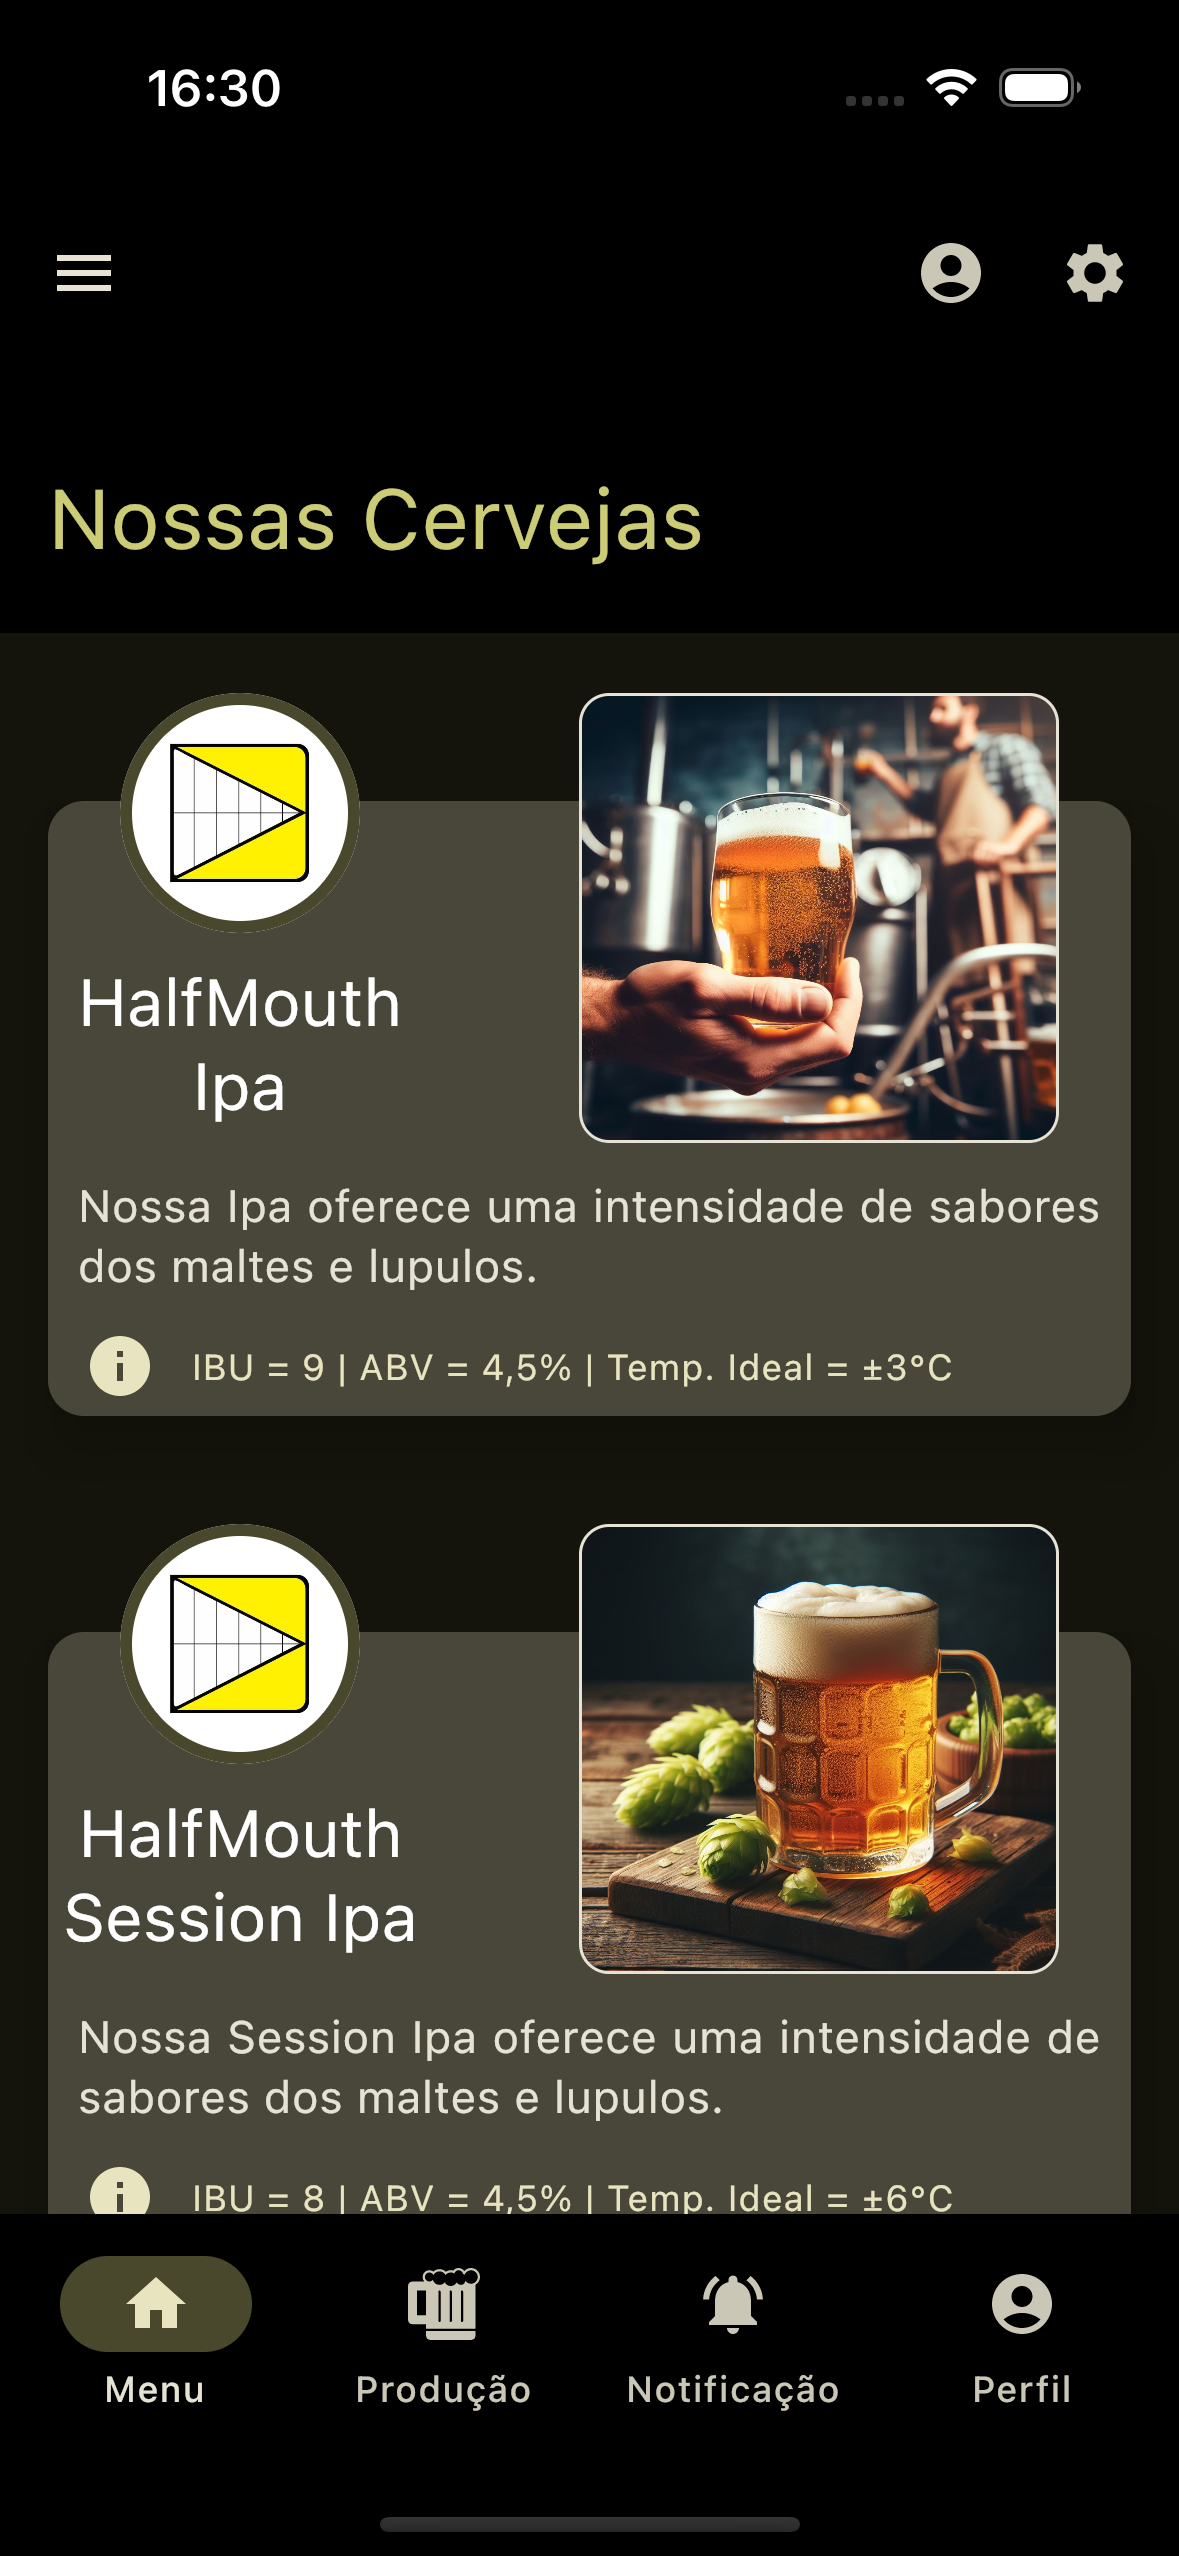 16:30
Nossas Cervejas
HalfMouth
Ipa
Nossa Ipa oferece uma intensidade de sabores
dos maltes e lupulos.
IBU = 9 | ABV = 4,5% | Temp. Ideal = ±3°C
HalfMouth
Session Ipa
Nossa Session Ipa oferece uma intensidade de
sabores dos maltes e lupulos.
IBU = 8 | ABV = 4,5% | Temp. Ideal = ±6°C
Menu
Produção
Notificação
Perfil